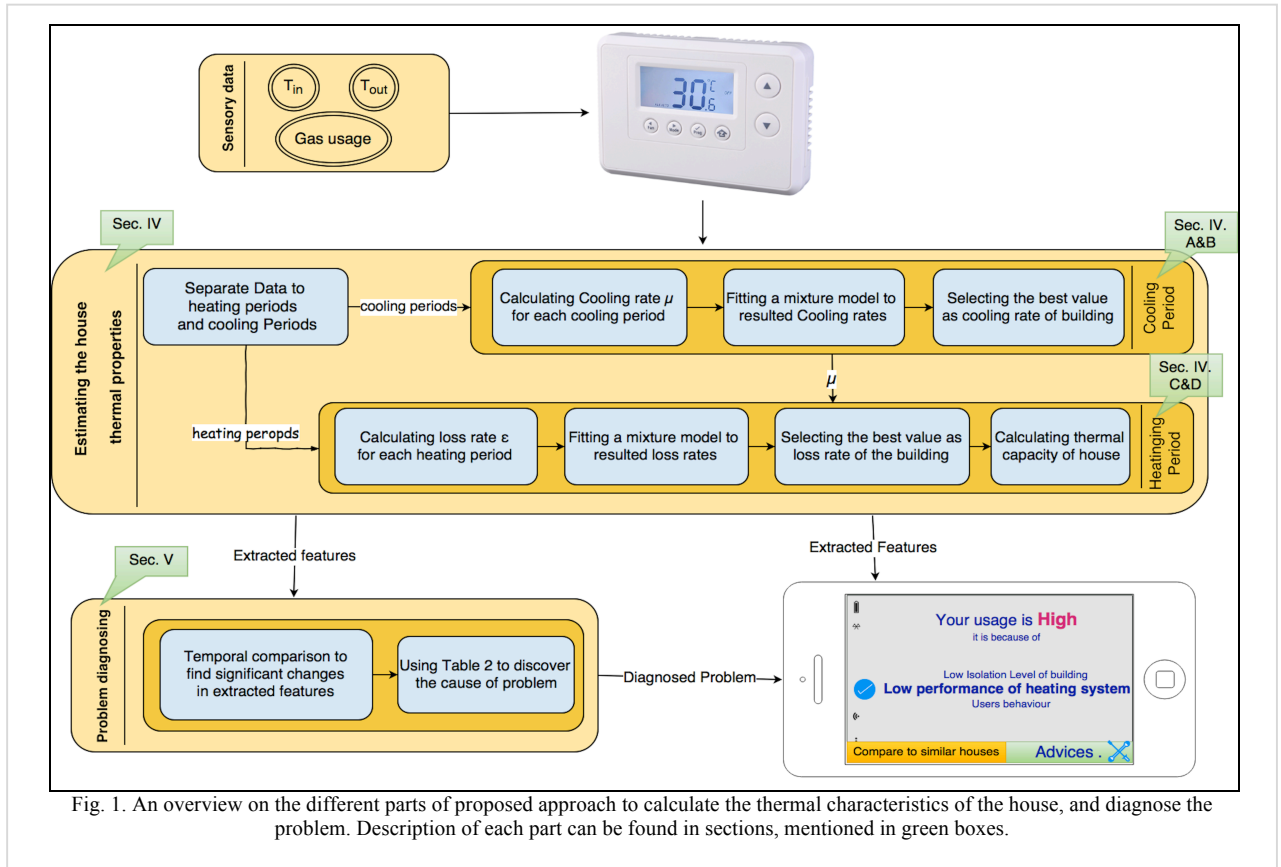 Sensory data
T in
T out
Gas usage
30.6 °C
Sec. IV
Sec. IV.
A&B
Estimating the house
thermal properties
Separate Data to
heating periods
and cooling Periods
cooling periods
Calculating Cooling rate µ
for each cooling period
Fitting a mixture model to
resulted Cooling rates
Selecting the best value
as cooling rate of building
Cooling
Period
µ
Sec. IV.
C&D
heating peropds
Calculating loss rate ε
for each heating period
Fitting a mixture model to
resulted loss rates
Selecting the best value as
loss rate of the building
Calculating thermal
capacity of house
Heatinging
Period
Extracted features
Extracted Features
Sec. V
Problem diagnosing
Temporal comparison to
find significant changes
in extracted features
Using Table 2 to discover
the cause of problem
Diagnosed Problem
Your usage is High
it is because of
Low Isolation Level of building
Low performance of heating system
Users behaviour
Compare to similar houses
Advices .
Fig. 1. An overview on the different parts of proposed approach to calculate the thermal characteristics of the house, and diagnose the
problem. Description of each part can be found in sections, mentioned in green boxes.